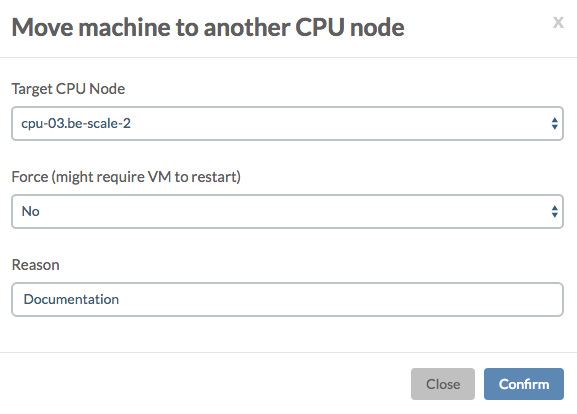 Move machine to another CPU node
x
Target CPU Node
cpu-03.be-scale-2
Force (might require VM to restart)
No
Reason
Documentation
Close Confirm